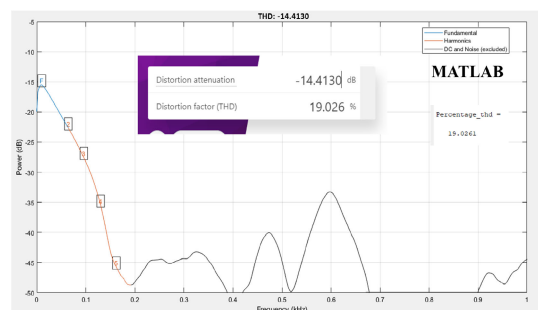 THD: -14.4130
Fundamental
Harmonics
DC and Noise (excluded)
MATLAB
Distortion attenuation -14.4130 dB
Distortion factor (THD) 19.026 %
Percentage_thd =
19.0261
Power (dB)
-5
-10
-15
-20
-25
-30
-35
-40
-45
-50
F
2
3
4
5
0 0.1 0.2 0.3 0.4 0.5 0.6 0.7 0.8 0.9 1
Frequency (kHz)